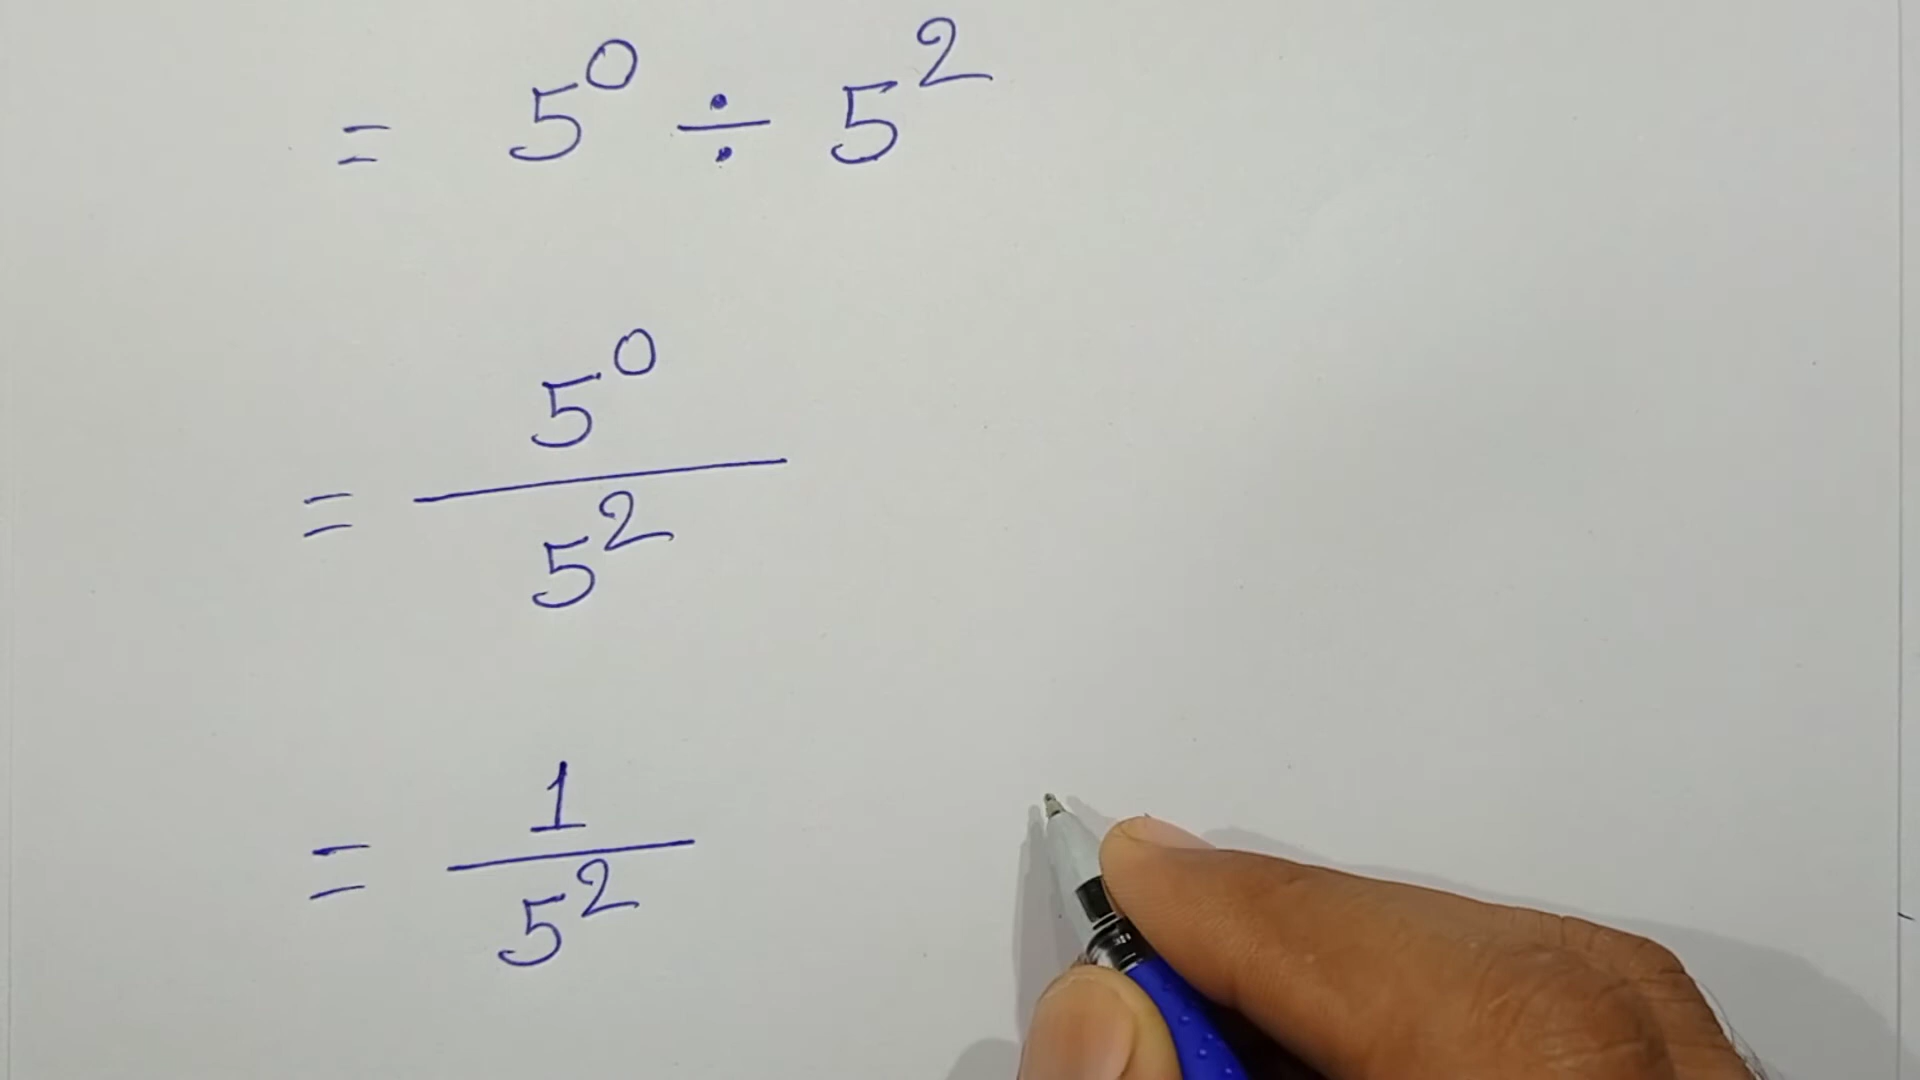 = 5⁰ ÷ 5²
= 5⁰ / 5²
= 1 / 5²